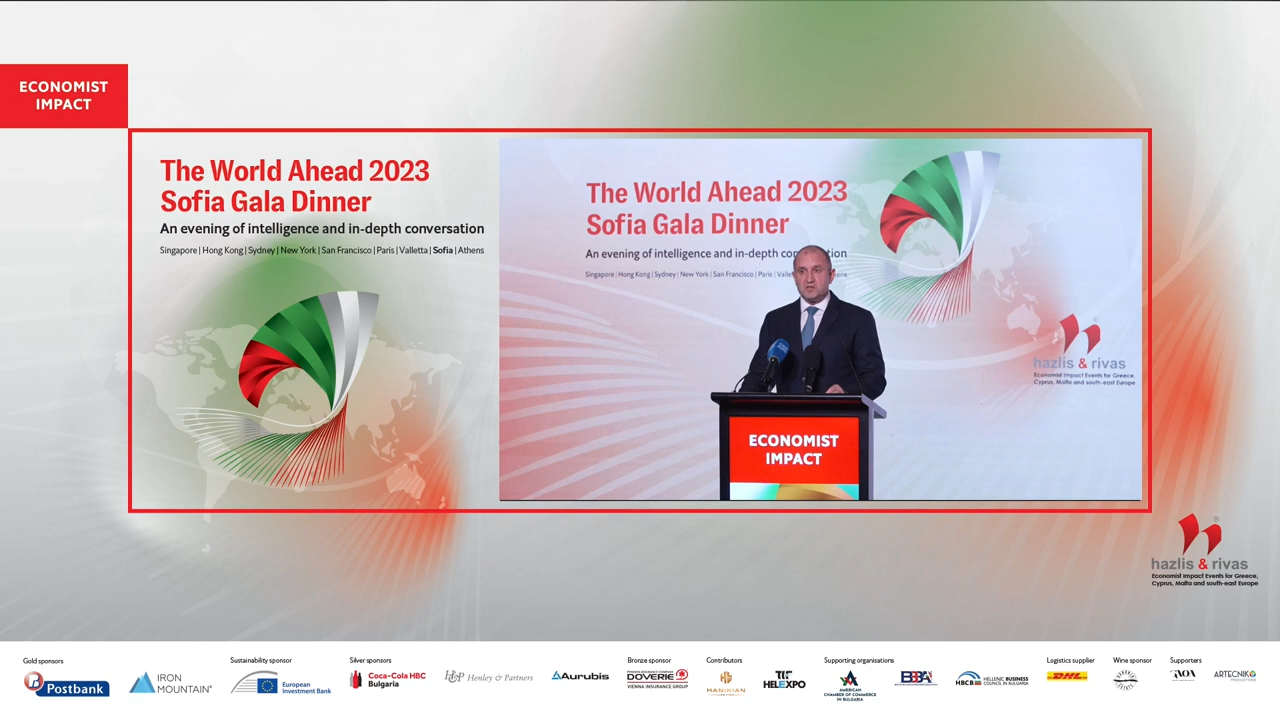 ECONOMIST
IMPACT
The World Ahead 2023
Sofia Gala Dinner
An evening of intelligence and in-depth conversation
Singapore | Hong Kong | Sydney | New York | San Francisco | Paris | Valletta | Sofia | Athens
The World Ahead 2023
Sofia Gala Dinner
An evening of intelligence and in-depth
Singapore | Hong Kong | Sydney | New York | San Francisco | Paris
hazlis & rivas
Economist Impact Events for Greece,
Cyprus, Malta and south-east Europe
ECONOMIST
IMPACT
hazlis & rivas
Economist Impact Events for Greece,
Cyprus, Malta and south-east Europe
Gold sponsors
Postbank
IRON
MOUNTAIN®
Sustainability sponsor
European
Investment Bank
Silver sponsors
Coca-Cola HBC
Bulgaria
H&P Henley & Partners
Aurubis
Bronze sponsor
DOVERIE
VIENNA INSURANCE GROUP
Contributors
HANIKIAN
TIF
HELEXPO
Supporting organisations
AMERICAN
CHAMBER OF COMMERCE
IN BULGARIA
BBBA
HBCB
HELLENIC BUSINESS
COUNCIL IN BULGARIA
Logistics supplier
DHL
Wine sponsor
Supporters
ARTECNIKO
PRODUCTIONS